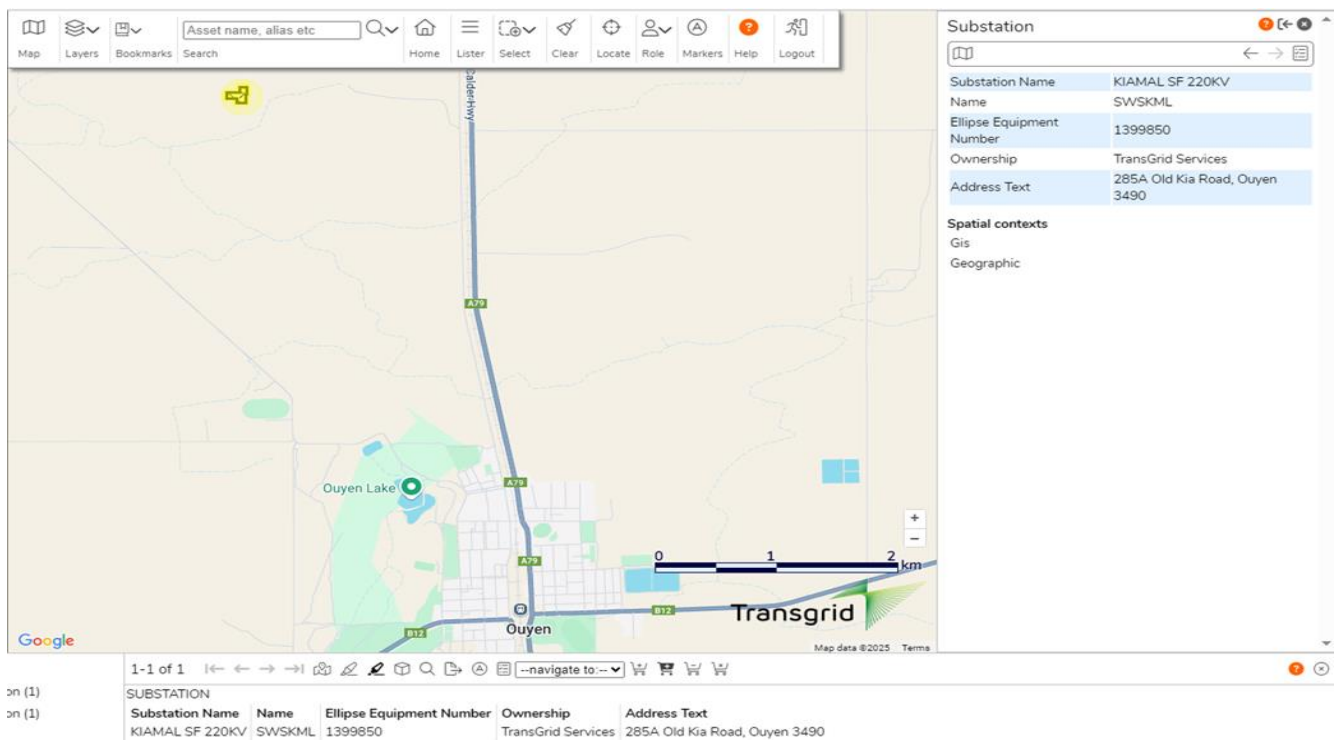 Asset name, alias etc
Map Layers Bookmarks Search Home Lister Select Clear Locate Role Markers Help Logout
Calder Hwy
A79
Ouyen Lake
A79
A79
0 1 2 km
B12
B12
Ouyen
Transgrid
Google
Map data ©2025 Terms
+
−
Substation
Substation Name KIAMAL SF 220KV
Name SWSKML
Ellipse Equipment Number 1399850
Ownership TransGrid Services
Address Text 285A Old Kia Road, Ouyen 3490
Spatial contexts
Gis
Geographic
1-1 of 1 --navigate to:--
on (1)
on (1)
SUBSTATION
Substation Name Name Ellipse Equipment Number Ownership Address Text
KIAMAL SF 220KV SWSKML 1399850 TransGrid Services 285A Old Kia Road, Ouyen 3490